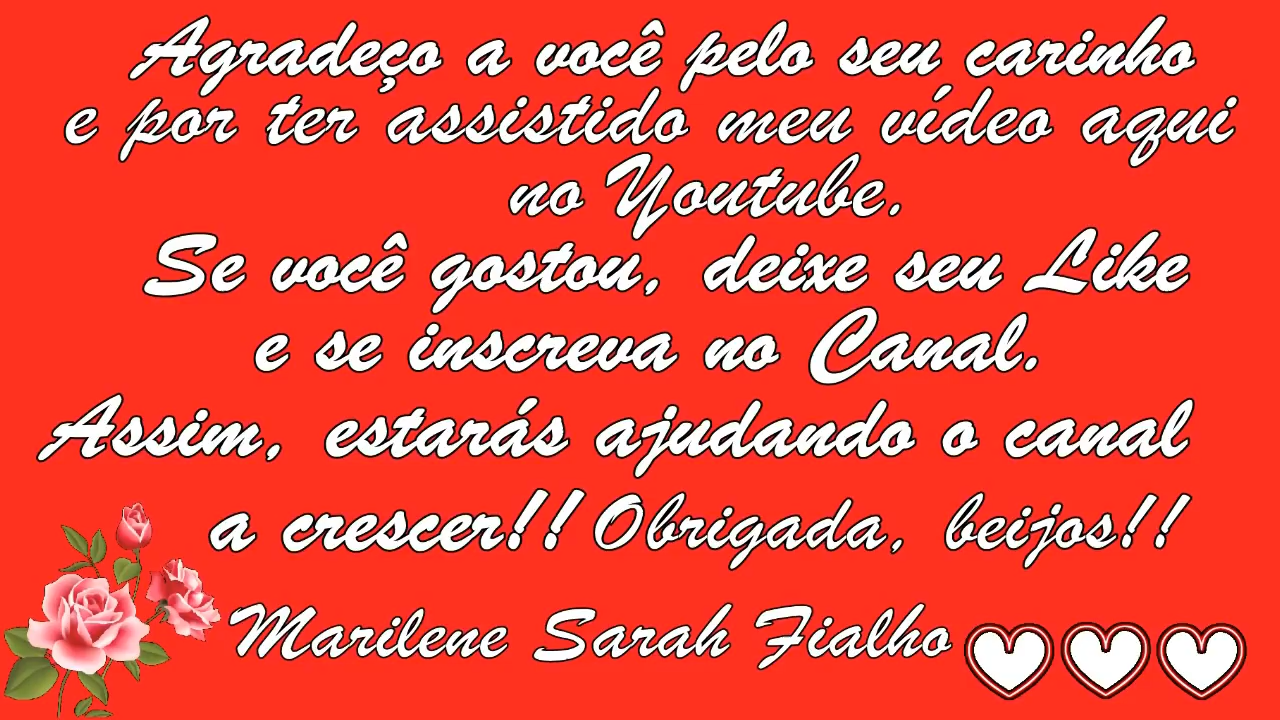 Agradeço a você pelo seu carinho
e por ter assistido meu vídeo aqui
no Youtube.
Se você gostou, deixe seu Like
e se inscreva no Canal.
Assim, estarás ajudando o canal
a crescer!! Obrigada, beijos!!
Marilene Sarah Fialho